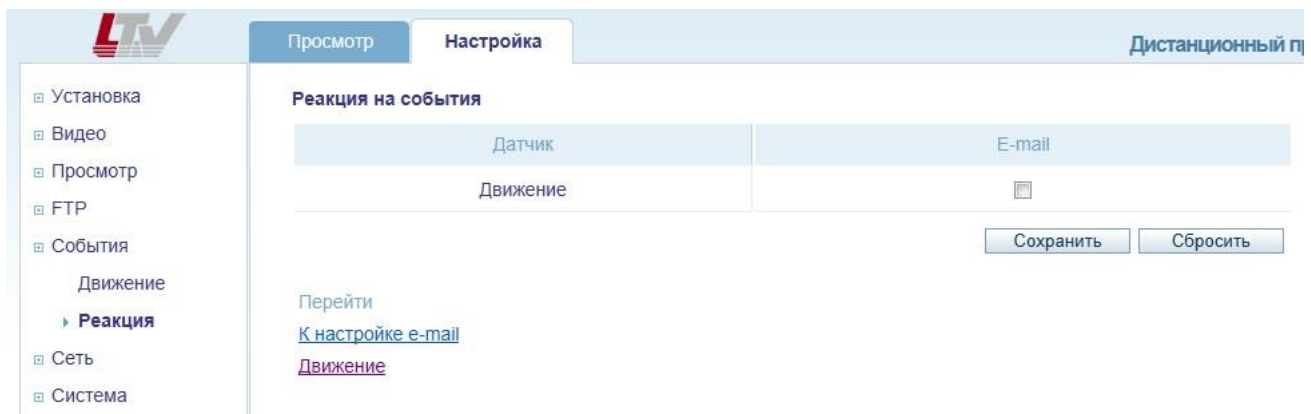 LTV
Просмотр
Настройка
Дистанционный
Установка
Видео
Просмотр
FTP
События
Движение
Реакция
Сеть
Система
Реакция на события
Датчик E-mail
Движение
Сохранить Сбросить
Перейти
К настройке e-mail
Движение